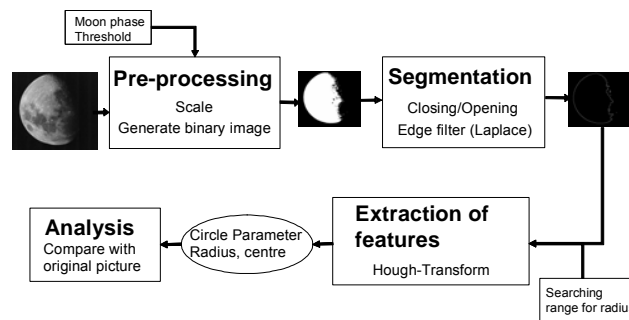 Moon phase
Threshold
Pre-processing
Scale
Generate binary image
Segmentation
Closing/Opening
Edge filter (Laplace)
Analysis
Compare with
original picture
Circle Parameter
Radius, centre
Extraction of
features
Hough-Transform
Searching
range for radiu